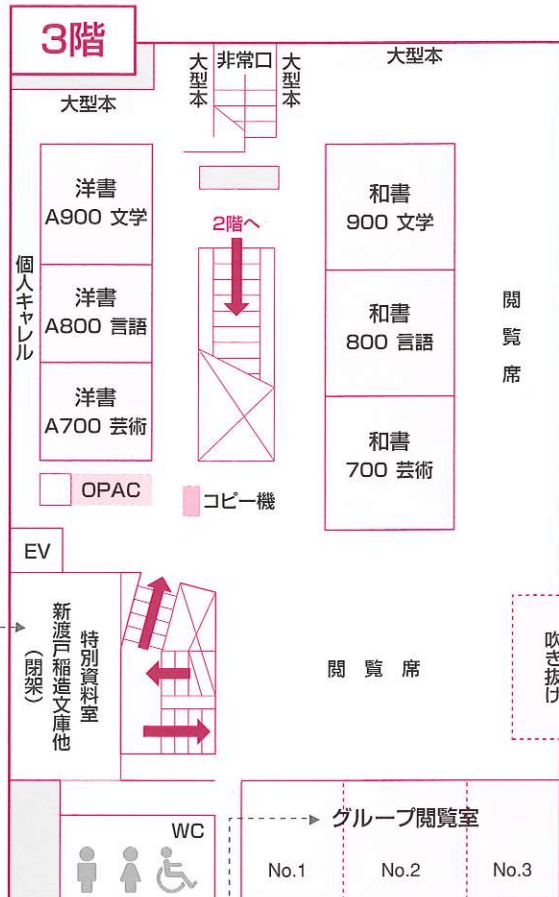 3階
大型本
大型本
非常口
大型本
大型本
洋書
A900 文学
洋書
A800 言語
洋書
A700 芸術
個人キャレル
2階へ
和書
900 文学
和書
800 言語
和書
700 芸術
閲覧席
OPAC
コピー機
EV
特別資料室
新渡戸稲造文庫他
(閉架)
閲覧席
吹き抜け
WC
グループ閲覧室
No.1
No.2
No.3